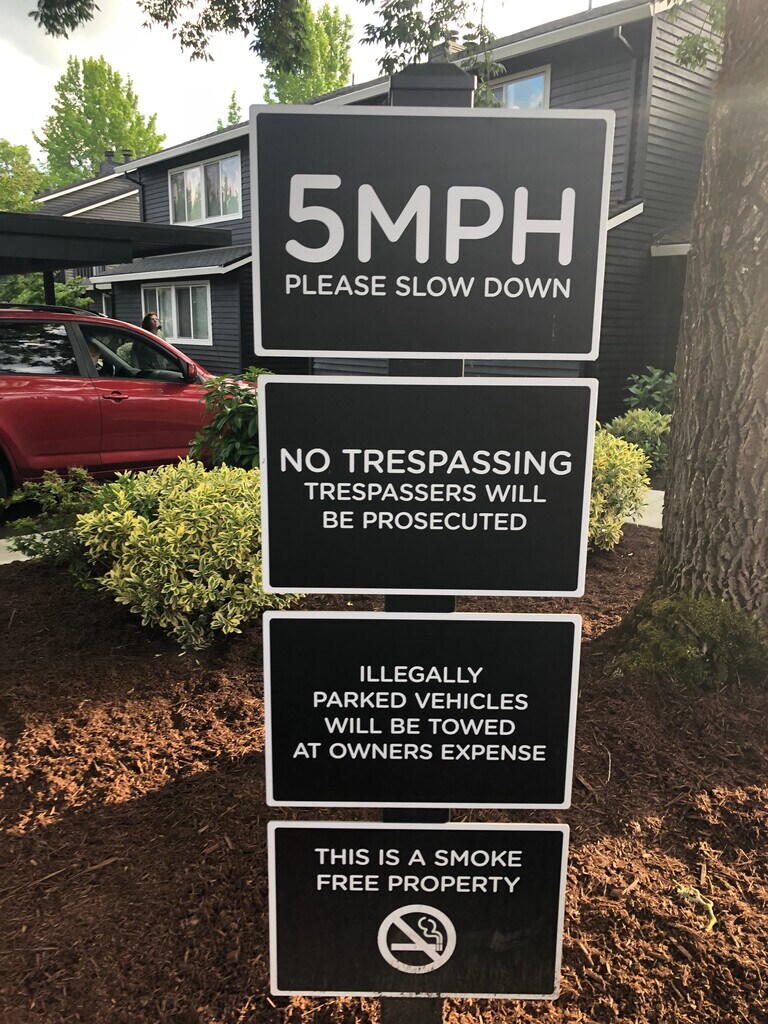 5MPH
PLEASE SLOW DOWN
NO TRESPASSING
TRESPASSERS WILL
BE PROSECUTED
ILLEGALLY
PARKED VEHICLES
WILL BE TOWED
AT OWNERS EXPENSE
THIS IS A SMOKE
FREE PROPERTY